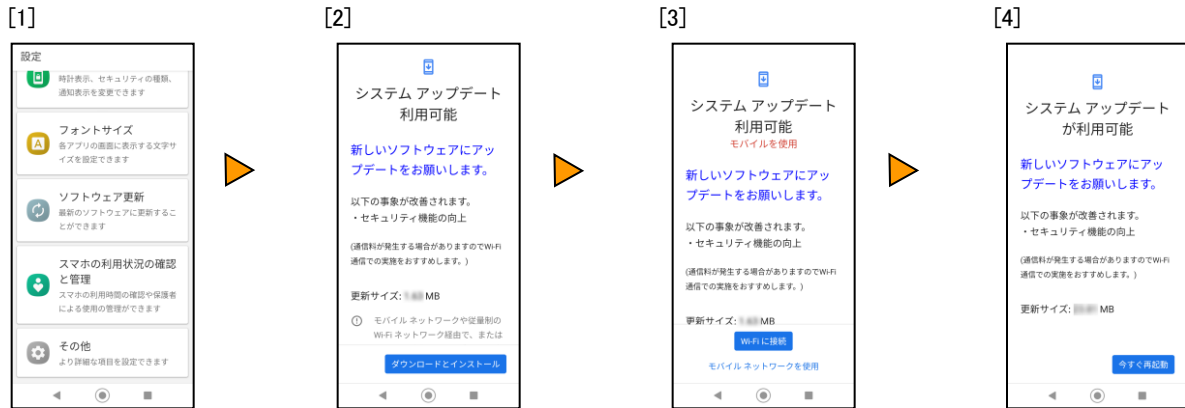 [1]
設定
時計表示、セキュリティの種類、
通知表示を変更できます
フォントサイズ
各アプリの画面に表示する文字サ
イズを設定できます
ソフトウェア更新
最新のソフトウェアに更新するこ
とができます
スマホの利用状況の確認
と管理
スマホの利用時間の確認や保護者
による使用の管理ができます
その他
より詳細な項目を設定できます
[2]
システム アップデート
利用可能
新しいソフトウェアにアッ
プデートをお願いします。
以下の事象が改善されます。
・セキュリティ機能の向上
(通信料が発生する場合がありますのでWi-Fi
通信での実施をおすすめします。)
更新サイズ: MB
モバイル ネットワークや従量制の
Wi-Fi ネットワーク経由で、または
ダウンロードとインストール
[3]
システム アップデート
利用可能
モバイルを使用
新しいソフトウェアにアッ
プデートをお願いします。
以下の事象が改善されます。
・セキュリティ機能の向上
(通信料が発生する場合がありますのでWi-Fi
通信での実施をおすすめします。)
更新サイズ: MB
Wi-Fi に接続
モバイル ネットワークを使用
[4]
システム アップデート
が利用可能
新しいソフトウェアにアッ
プデートをお願いします。
以下の事象が改善されます。
・セキュリティ機能の向上
(通信料が発生する場合がありますのでWi-Fi
通信での実施をおすすめします。)
更新サイズ: MB
今すぐ再起動